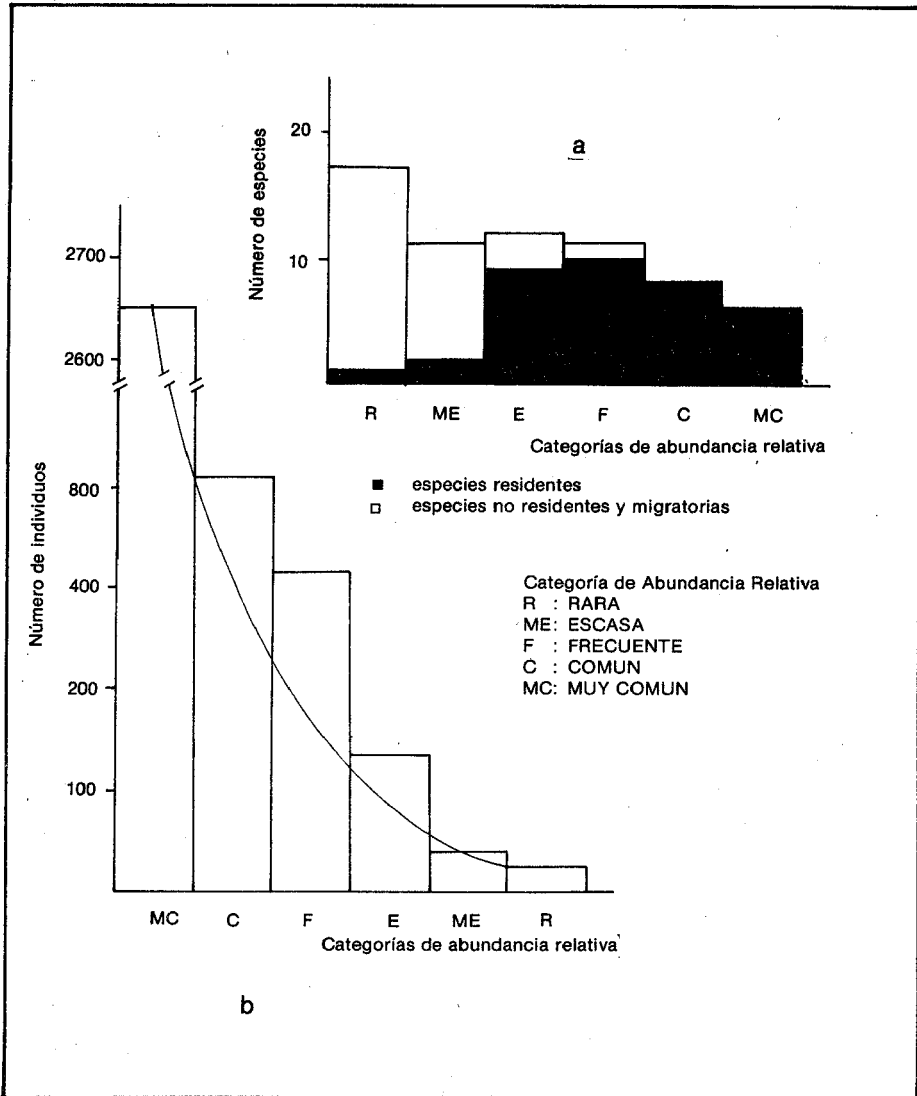 a
Número de especies
20
10
R ME E F C MC
Categorías de abundancia relativa
■ especies residentes
□ especies no residentes y migratorias
Categoría de Abundancia Relativa
R : RARA
ME: ESCASA
F : FRECUENTE
C : COMUN
MC: MUY COMUN
Número de individuos
2700
2600
800
400
200
100
MC C F E ME R
Categorías de abundancia relativa
b